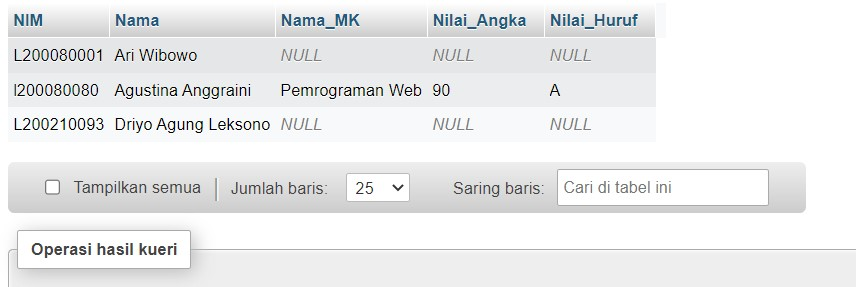 NIM Nama Nama_MK Nilai_Angka Nilai_Huruf
L200080001 Ari Wibowo NULL NULL NULL
l200080080 Agustina Anggraini Pemrograman Web 90 A
L200210093 Driyo Agung Leksono NULL NULL NULL
Tampilkan semua Jumlah baris: 25 Saring baris: Cari di tabel ini
Operasi hasil kueri